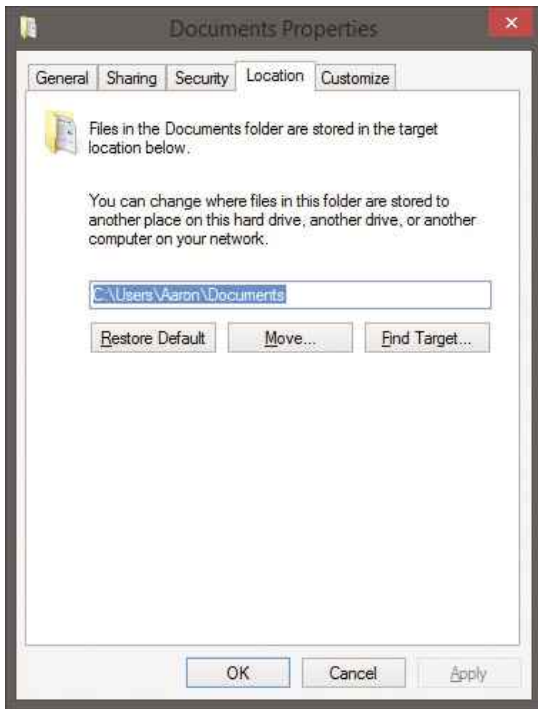 Documents Properties
General Sharing Security Location Customize
Files in the Documents folder are stored in the target
location below.
You can change where files in this folder are stored to
another place on this hard drive, another drive, or another
computer on your network.
C:\Users\Aaron\Documents
Restore Default Move... Find Target...
OK Cancel Apply